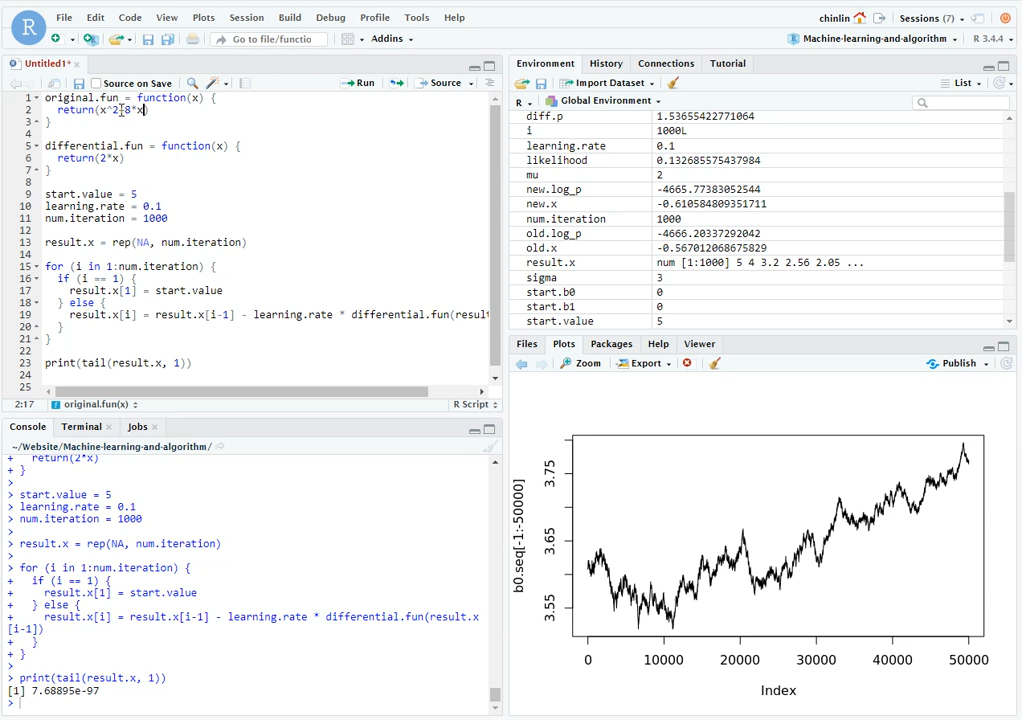 File Edit Code View Plots Session Build Debug Profile Tools Help
chinlin Sessions (7)
Go to file/functio Addins
Machine-learning-and-algorithm R 3.4.4
Untitled1* ×
Source on Save Run Source
1 original.fun = function(x) {
2 return(x^2-8*x)
3 }
4
5 differential.fun = function(x) {
6 return(2*x)
7 }
8
9 start.value = 5
10 learning.rate = 0.1
11 num.iteration = 1000
12
13 result.x = rep(NA, num.iteration)
14
15 for (i in 1:num.iteration) {
16 if (i == 1) {
17 result.x[1] = start.value
18 } else {
19 result.x[i] = result.x[i-1] - learning.rate * differential.fun(result
20 }
21 }
22
23 print(tail(result.x, 1))
24
25
2:17 original.fun(x) R Script
Console Terminal × Jobs ×
~/Website/Machine-learning-and-algorithm/
+ return(2*x)
+ }
>
> start.value = 5
> learning.rate = 0.1
> num.iteration = 1000
>
> result.x = rep(NA, num.iteration)
>
> for (i in 1:num.iteration) {
+ if (i == 1) {
+ result.x[1] = start.value
+ } else {
+ result.x[i] = result.x[i-1] - learning.rate * differential.fun(result.x
[i-1])
+ }
+ }
>
> print(tail(result.x, 1))
[1] 7.68895e-97
>
Environment History Connections Tutorial
Import Dataset List
R Global Environment
diff.p 1.53655422771064
i 1000L
learning.rate 0.1
likelihood 0.132685575437984
mu 2
new.log_p -4665.77383052544
new.x -0.610584809351711
num.iteration 1000
old.log_p -4666.20337292042
old.x -0.567012068675829
result.x num [1:1000] 5 4 3.2 2.56 2.05 ...
sigma 3
start.b0 0
start.b1 0
start.value 5
Files Plots Packages Help Viewer
Zoom Export Publish
b0.seq[-1:-50000]
3.55 3.65 3.75
0 10000 20000 30000 40000 50000
Index